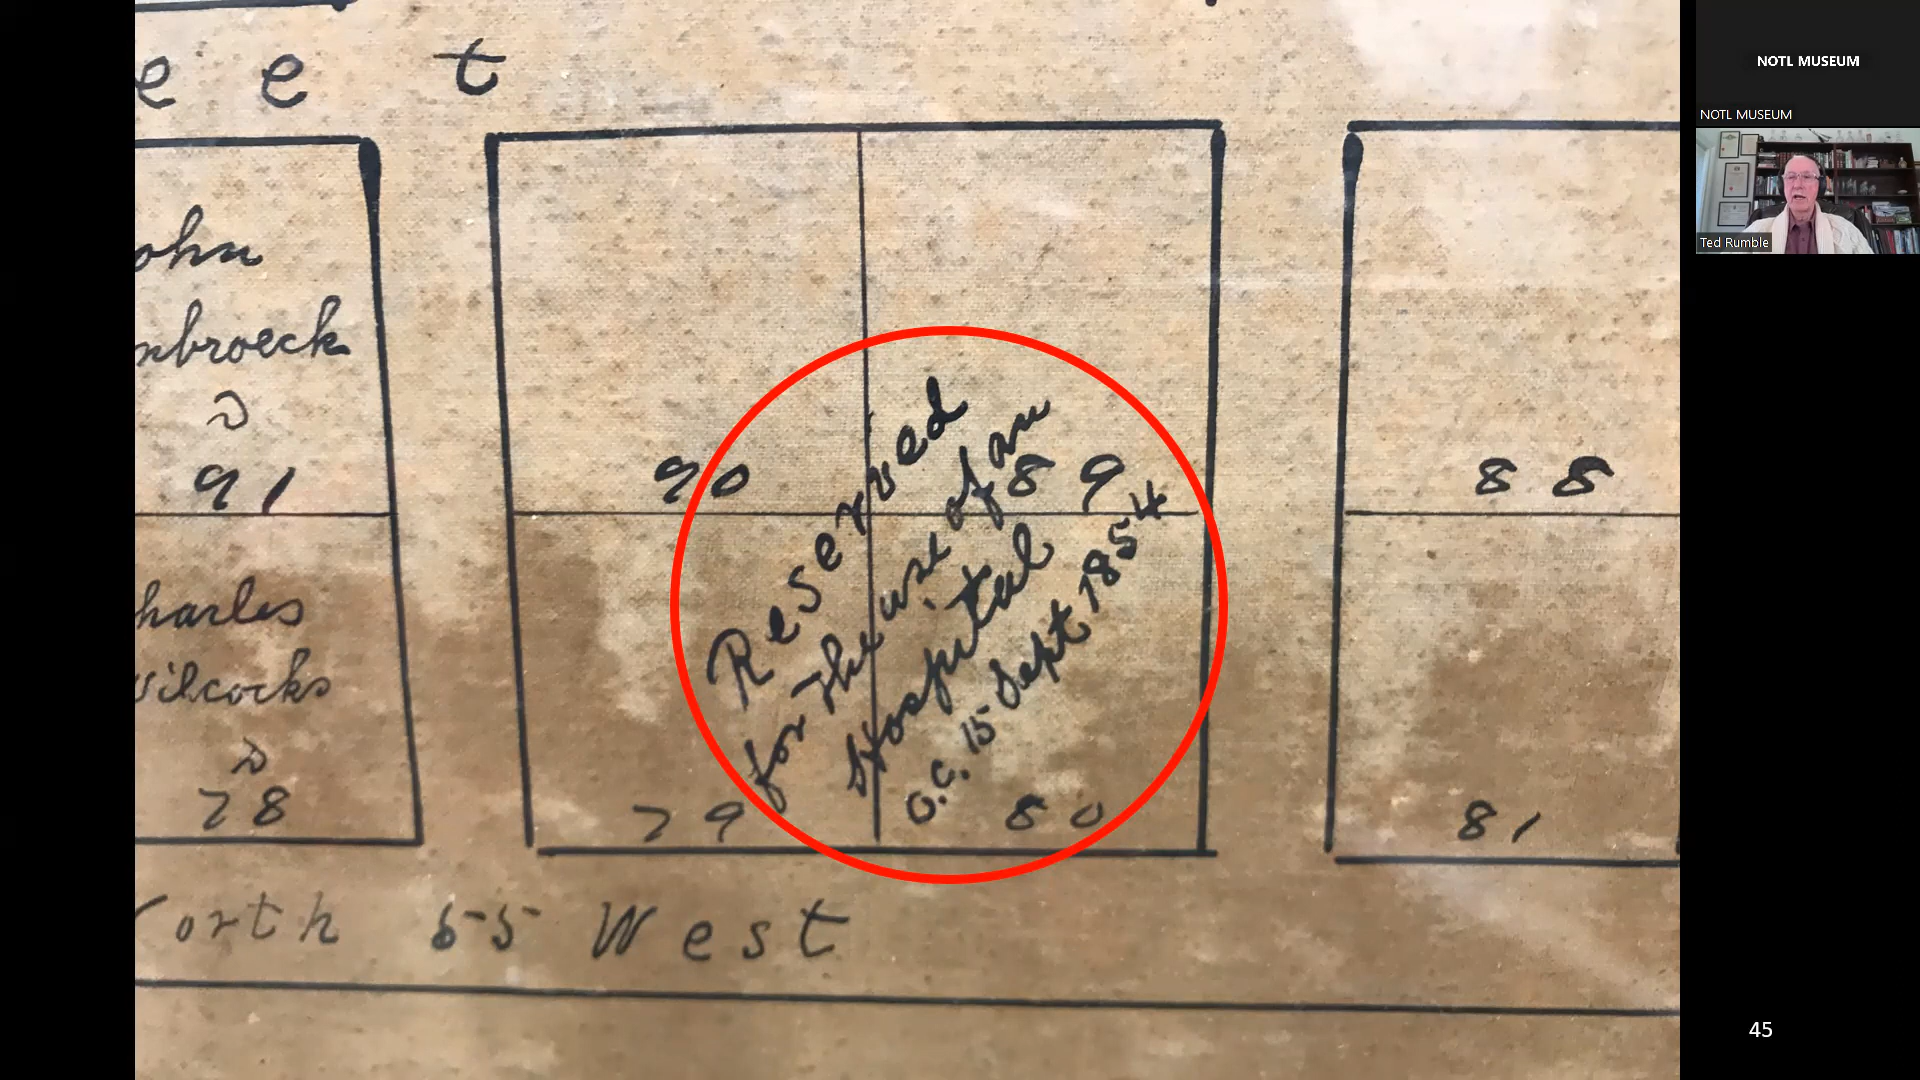 e e t
NOTL MUSEUM
NOTL MUSEUM
Ted Rumble
ohn
nbroeck
91
harles
ilcocks
78
90
89
79
80
Reserved
for the use of an
Hospital
O.C. 15 Sept 1854
88
81
orth 55 West
45